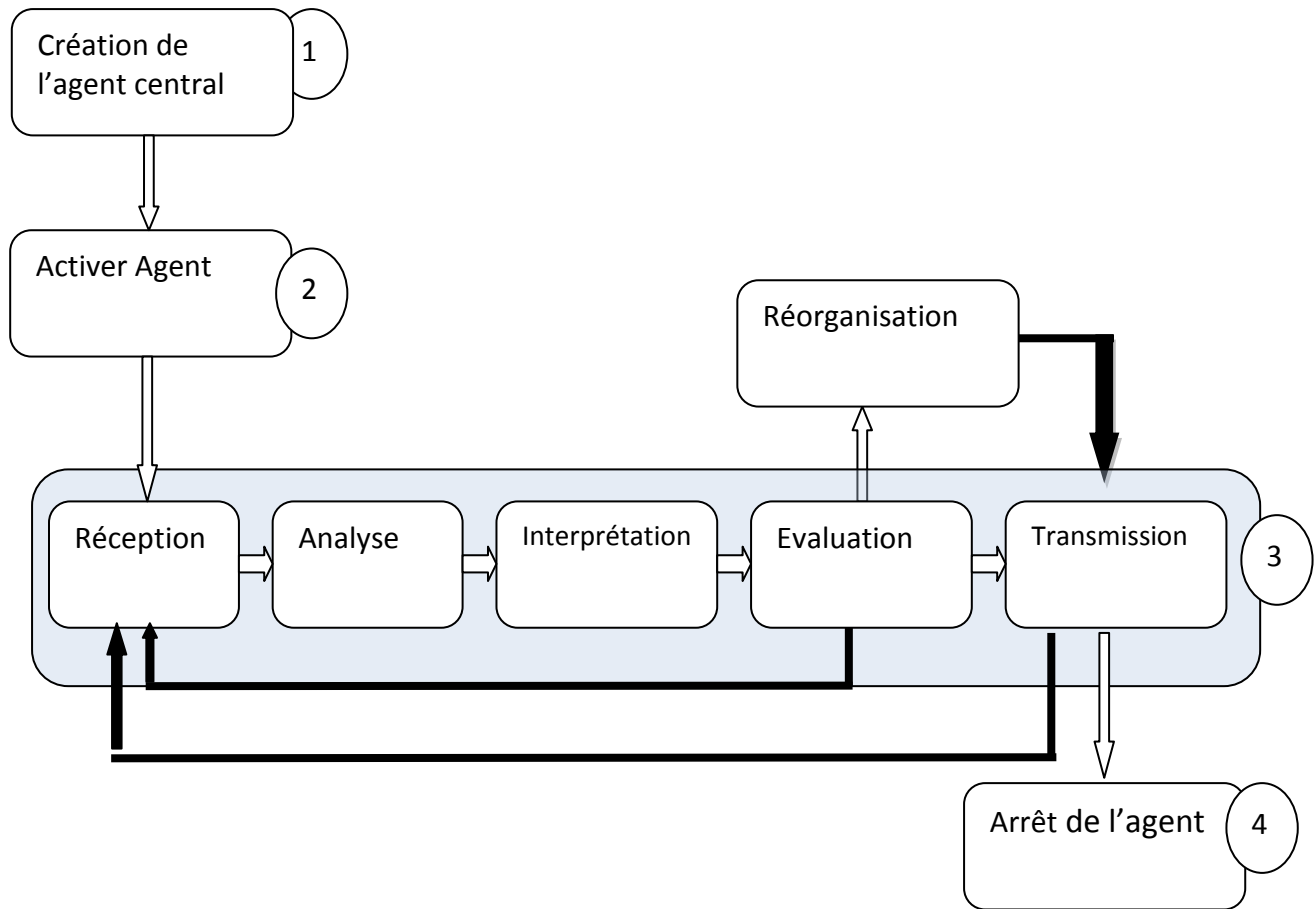 Création de
l’agent central
1
Activer Agent
2
Réorganisation
Réception
Analyse
Interprétation
Evaluation
Transmission
3
Arrêt de l’agent
4